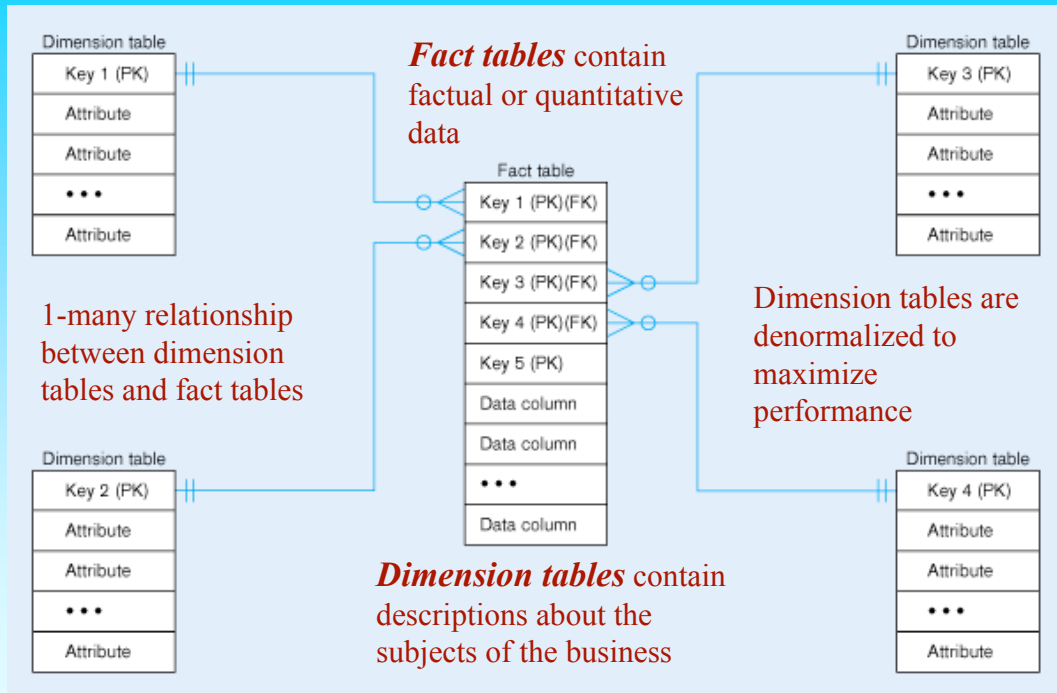 Dimension table
Key 1 (PK)
Attribute
Attribute
• • •
Attribute
Fact tables contain
factual or quantitative
data
Dimension table
Key 3 (PK)
Attribute
Attribute
• • •
Attribute
Fact table
Key 1 (PK)(FK)
Key 2 (PK)(FK)
Key 3 (PK)(FK)
Key 4 (PK)(FK)
Key 5 (PK)
Data column
Data column
• • •
Data column
1-many relationship
between dimension
tables and fact tables
Dimension tables are
denormalized to
maximize
performance
Dimension table
Key 2 (PK)
Attribute
Attribute
• • •
Attribute
Dimension tables contain
descriptions about the
subjects of the business
Dimension table
Key 4 (PK)
Attribute
Attribute
• • •
Attribute